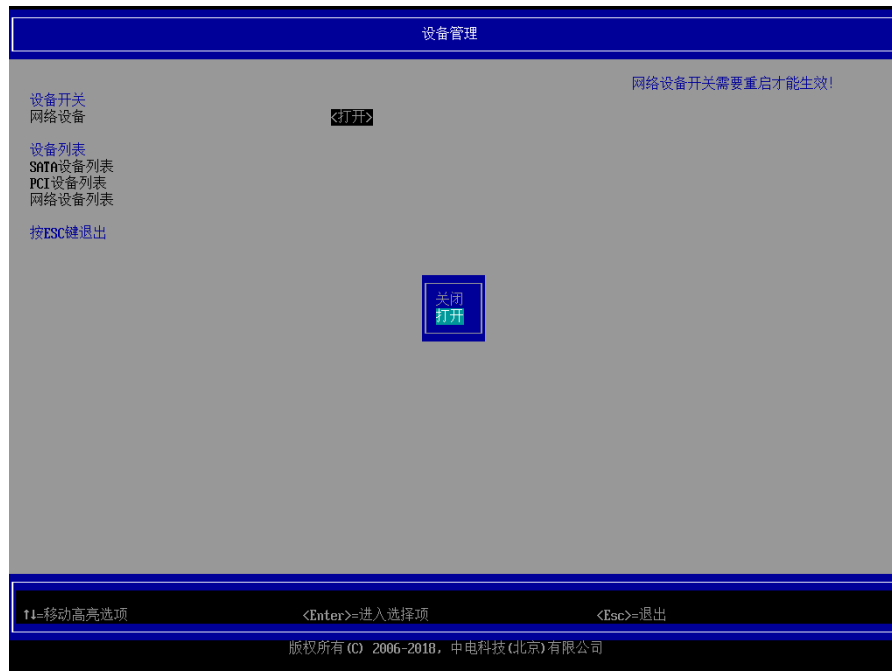 设备管理
网络设备开关需要重启才能生效!
设备开关
网络设备 <打开>
设备列表
SATA设备列表
PCI设备列表
网络设备列表
按ESC键退出
关闭
打开
↑↓=移动高亮选项 <Enter>=进入选择项 <Esc>=退出
版权所有(C) 2006-2018, 中电科技(北京)有限公司